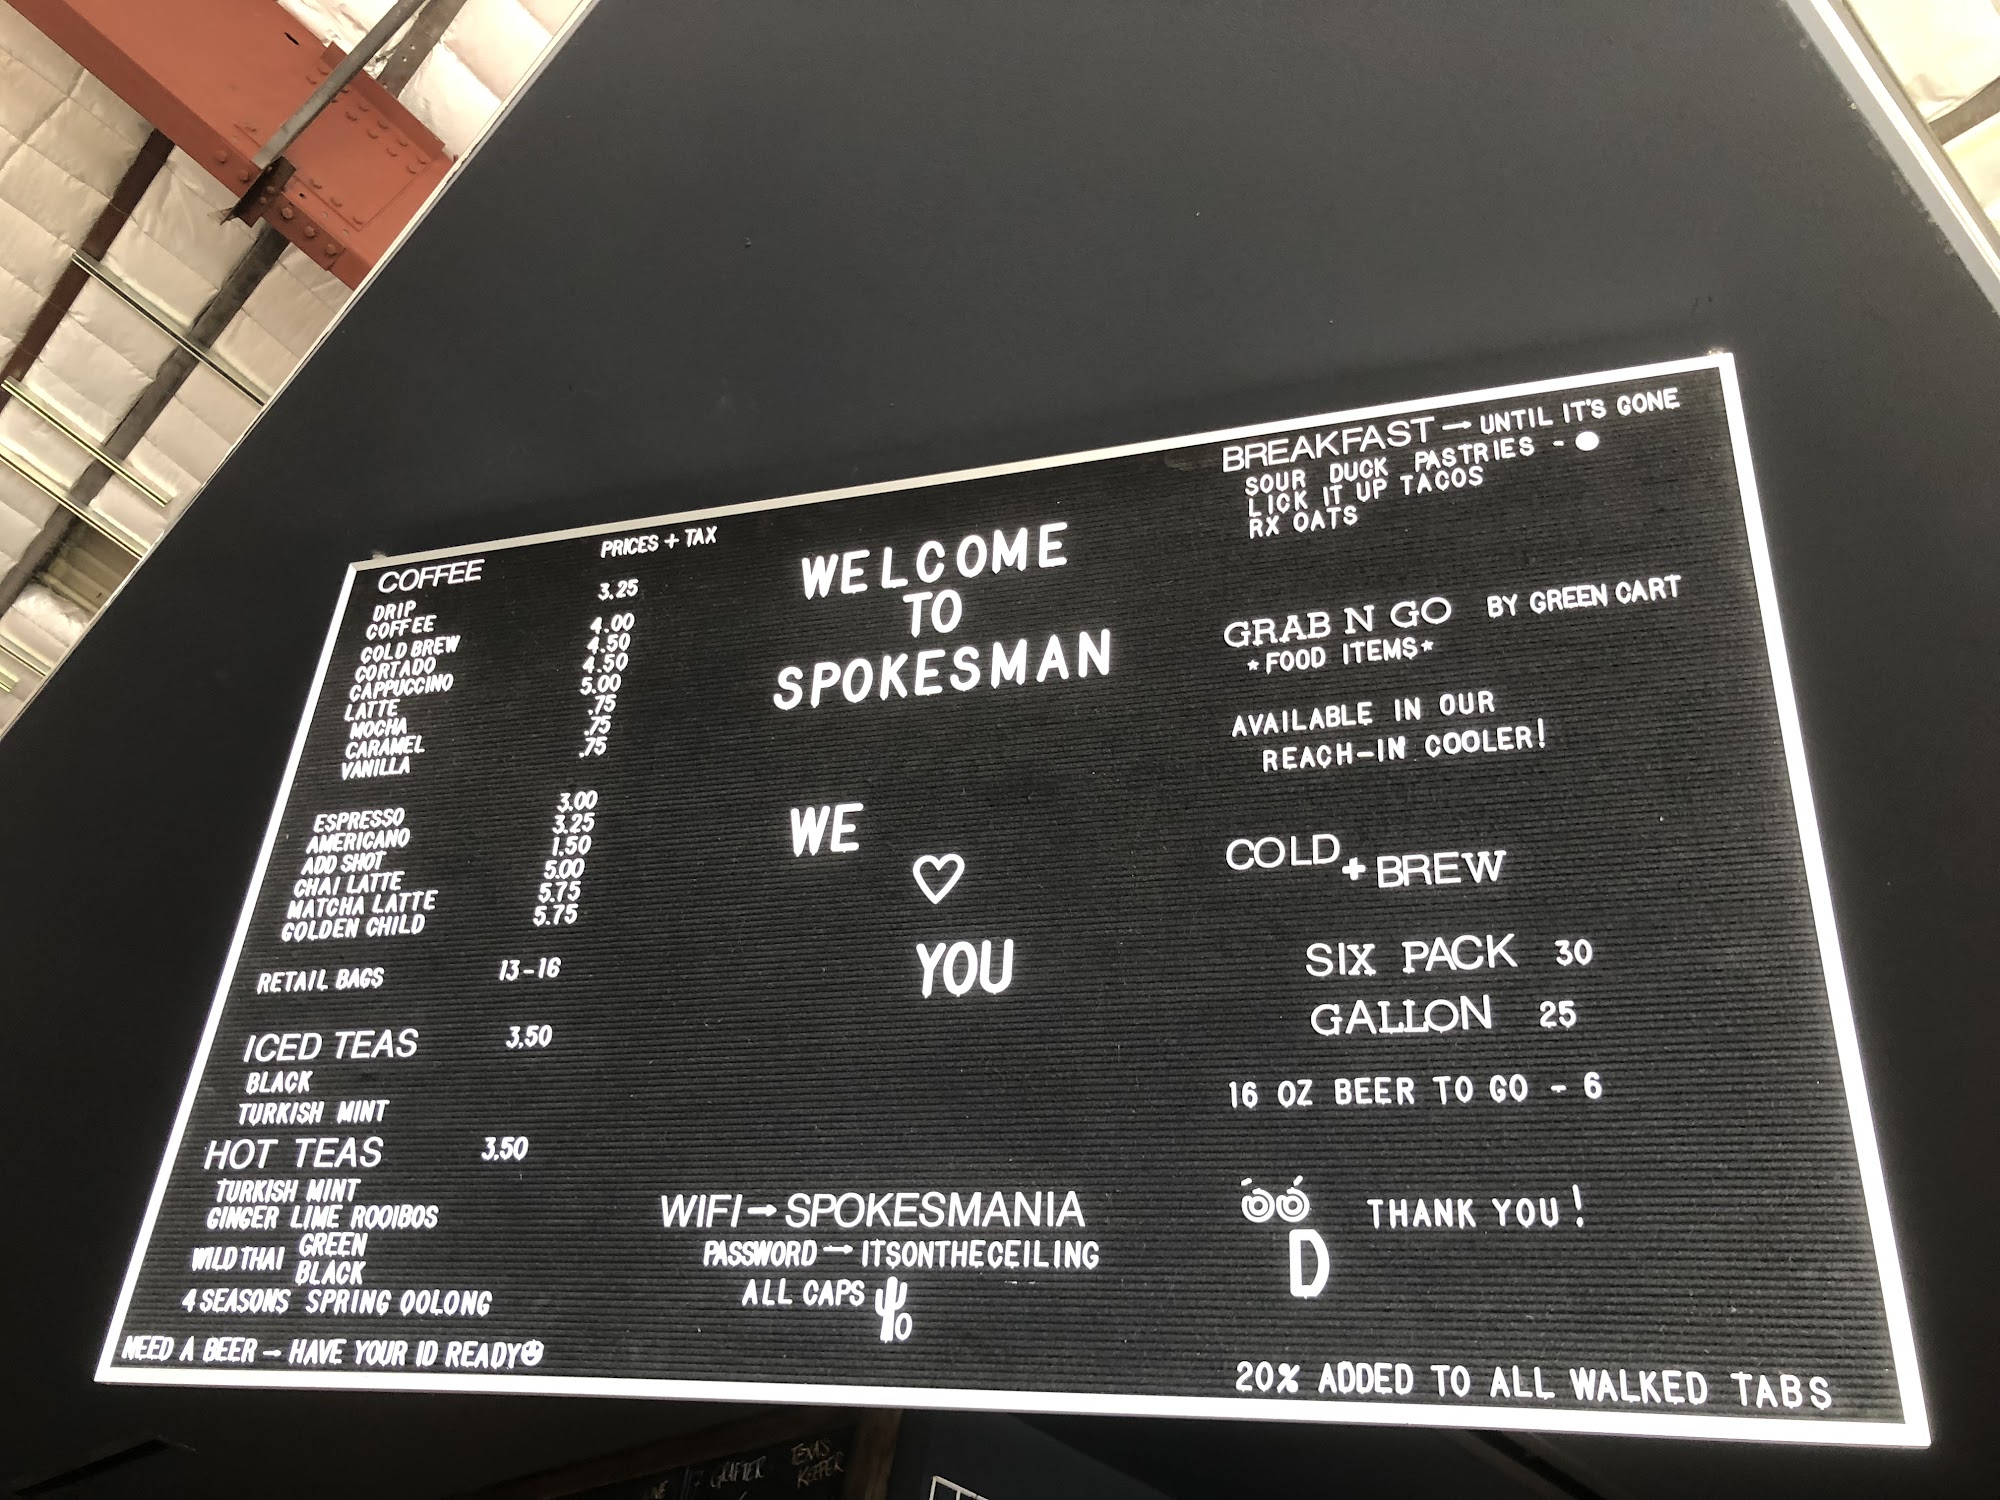 COFFEE PRICES + TAX
DRIP COFFEE 3.25
COLD BREW 4.00
CORTADO 4.50
CAPPUCCINO 4.50
LATTE 5.00
MOCHA .75
CARAMEL .75
VANILLA .75
ESPRESSO 3.00
AMERICANO 3.25
ADD SHOT 1.50
CHAI LATTE 5.00
MATCHA LATTE 5.75
GOLDEN CHILD 5.75
RETAIL BAGS 13-16
ICED TEAS 3.50
BLACK
TURKISH MINT
HOT TEAS 3.50
TURKISH MINT
GINGER LIME ROOIBOS
WILD THAI GREEN
BLACK
4 SEASONS SPRING OOLONG
NEED A BEER → HAVE YOUR ID READY☻
WELCOME
TO
SPOKESMAN
WE
♡
YOU
WIFI→SPOKESMANIA
PASSWORD → ITSONTHECEILING
ALL CAPS
BREAKFAST → UNTIL IT'S GONE
SOUR DUCK PASTRIES - ●
LICK IT UP TACOS
RX OATS
GRAB N GO BY GREEN CART
*FOOD ITEMS*
AVAILABLE IN OUR
REACH-IN COOLER!
COLD + BREW
SIX PACK 30
GALLON 25
16 OZ BEER TO GO - 6
THANK YOU!
D
20% ADDED TO ALL WALKED TABS
GRAFTER
TEXAS
KEEPER